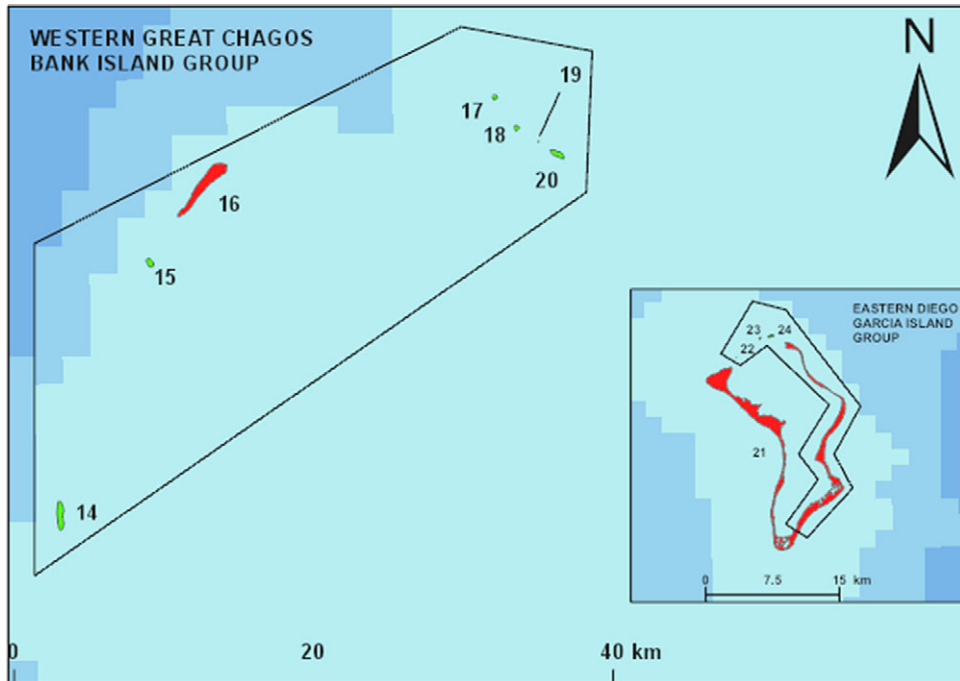 WESTERN GREAT CHAGOS
BANK ISLAND GROUP
N
19
17
18
20
16
15
14
EASTERN DIEGO
GARCIA ISLAND
GROUP
23 24
22
21
0 7.5 15 km
0 20 40 km